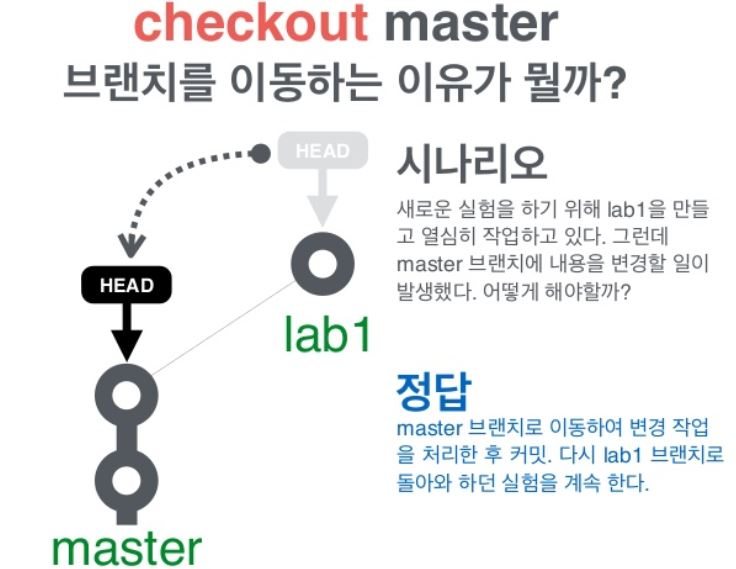 checkout master
브랜치를 이동하는 이유가 뭘까?
HEAD
시나리오
새로운 실험을 하기 위해 lab1을 만들
고 열심히 작업하고 있다. 그런데
master 브랜치에 내용을 변경할 일이
발생했다. 어떻게 해야할까?
HEAD
lab1
정답
master 브랜치로 이동하여 변경 작업
을 처리한 후 커밋. 다시 lab1 브랜치로
돌아와 하던 실험을 계속 한다.
master